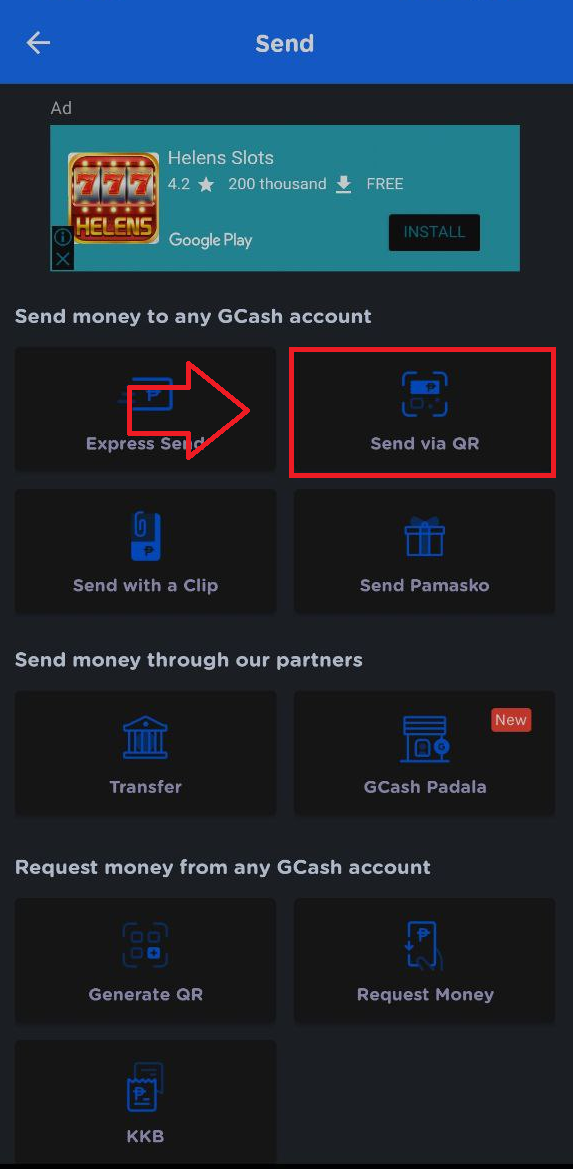 Send
Ad
Helens Slots
4.2 ★ 200 thousand FREE
777
HELENS
Google Play
INSTALL
Send money to any GCash account
Express Send
Send via QR
Send with a Clip
Send Pamasko
Send money through our partners
Transfer
New
GCash Padala
Request money from any GCash account
Generate QR
Request Money
KKB